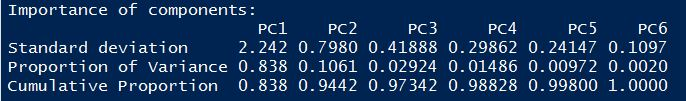 Importance of components:
PC1 PC2 PC3 PC4 PC5 PC6
Standard deviation 2.242 0.7980 0.41888 0.29862 0.24147 0.1097
Proportion of Variance 0.838 0.1061 0.02924 0.01486 0.00972 0.0020
Cumulative Proportion 0.838 0.9442 0.97342 0.98828 0.99800 1.0000